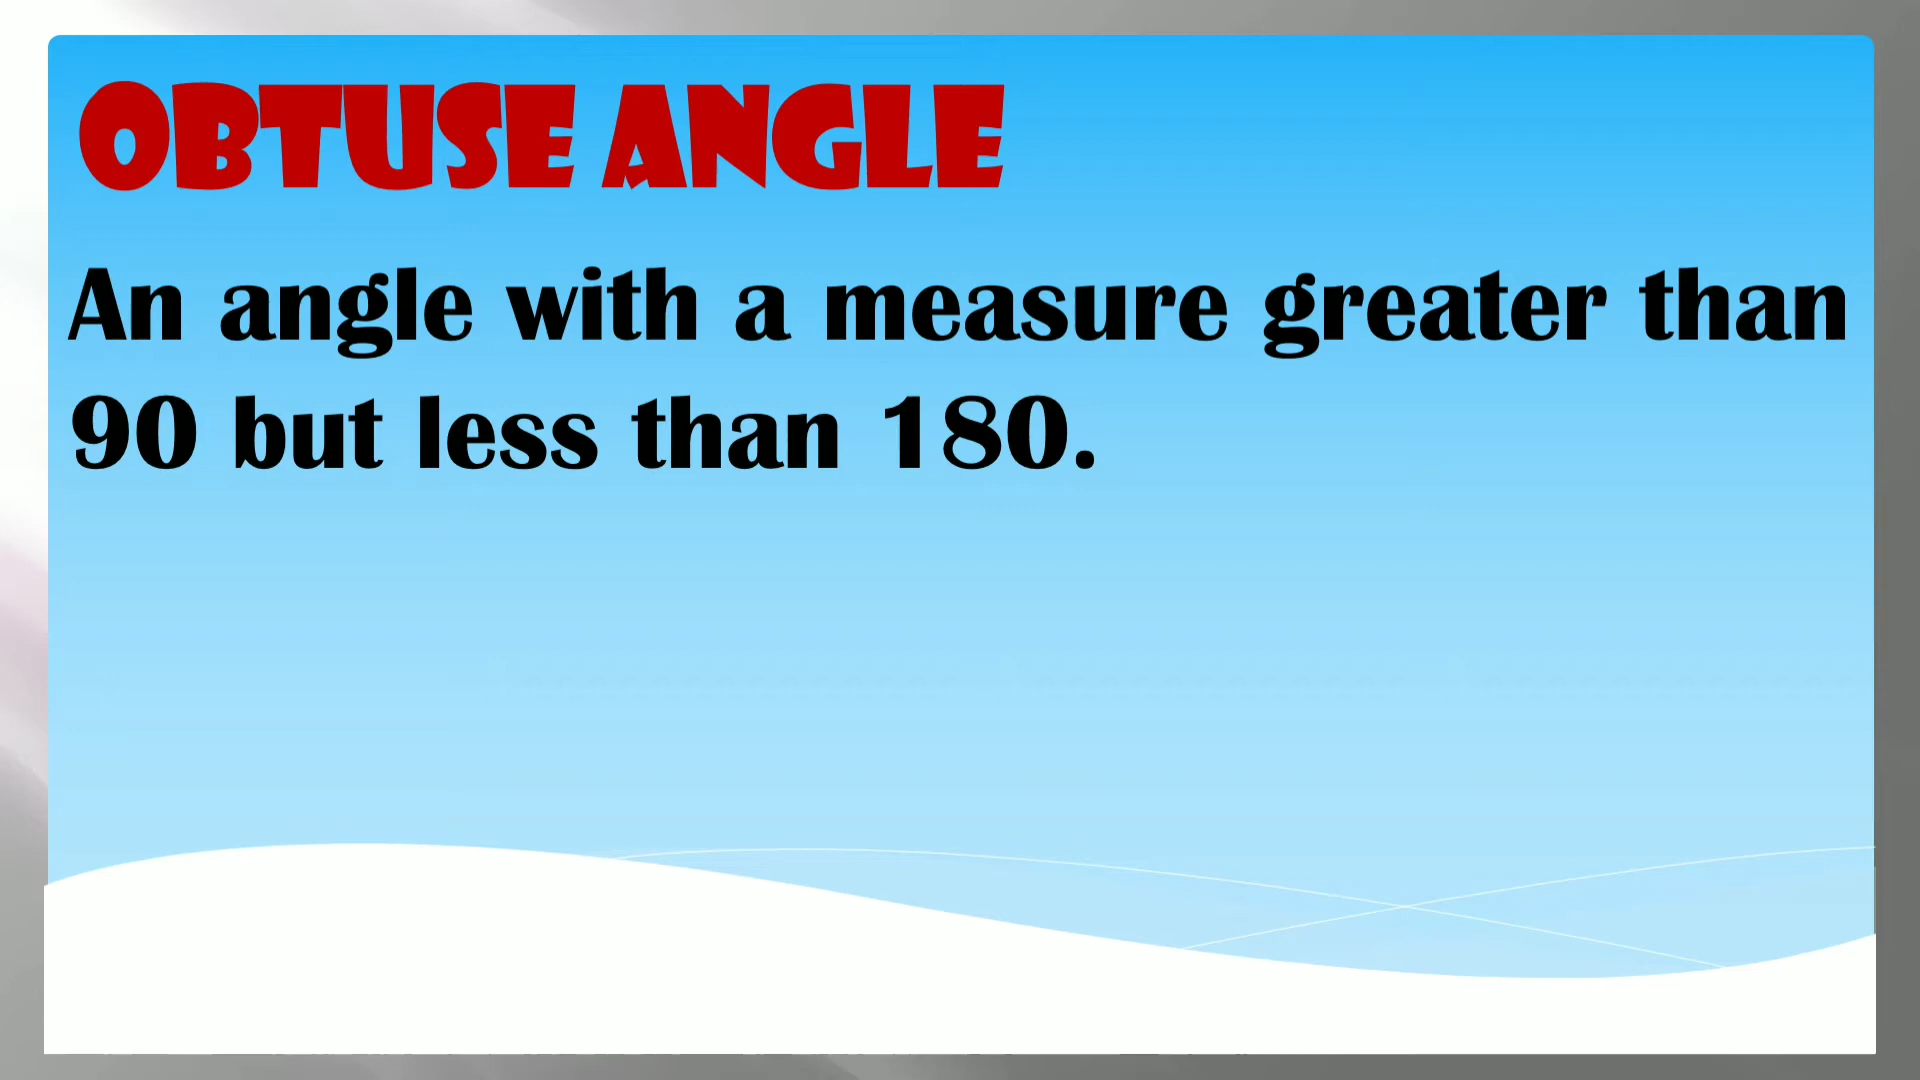 OBTUSE ANGLE
An angle with a measure greater than
90 but less than 180.